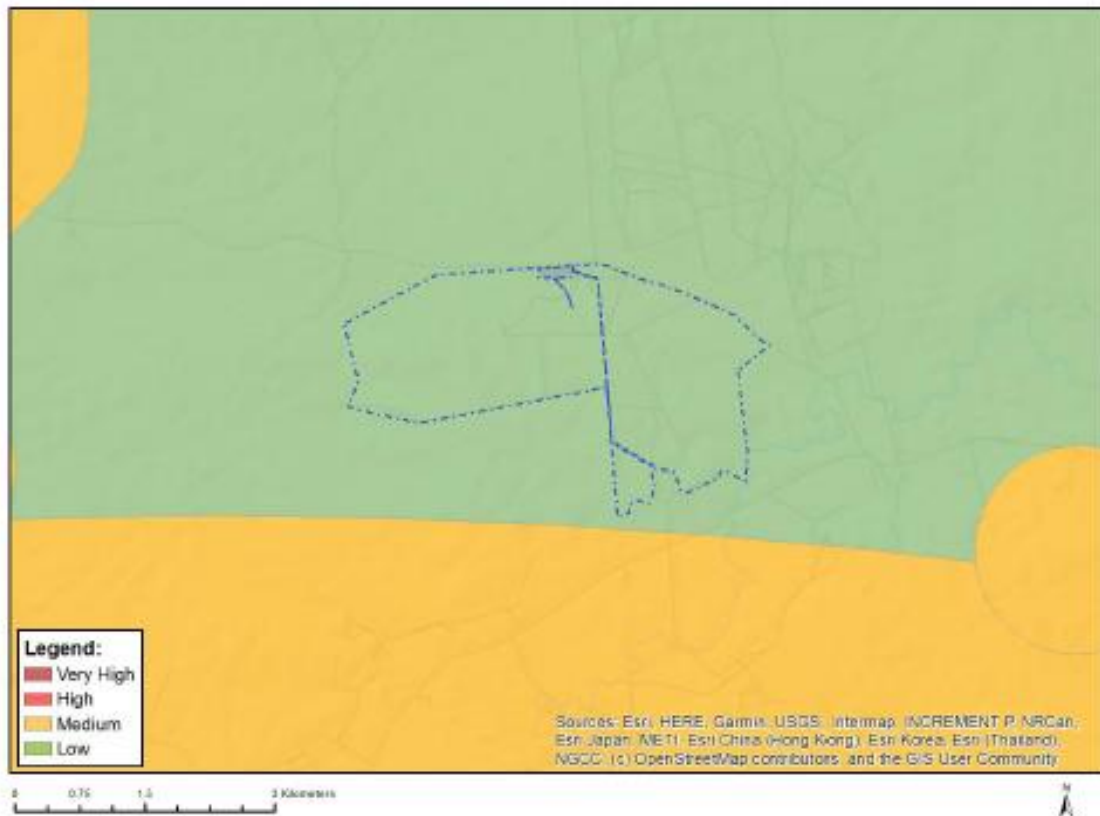 Legend:
Very High
High
Medium
Low
Sources: Esri, HERE, Garmin, USGS, Intermap, INCREMENT P, NRCan,
Esri Japan, METI, Esri China (Hong Kong), Esri Korea, Esri (Thailand),
NGCC, (c) OpenStreetMap contributors, and the GIS User Community
0 0.75 1.5 3 Kilometers
N